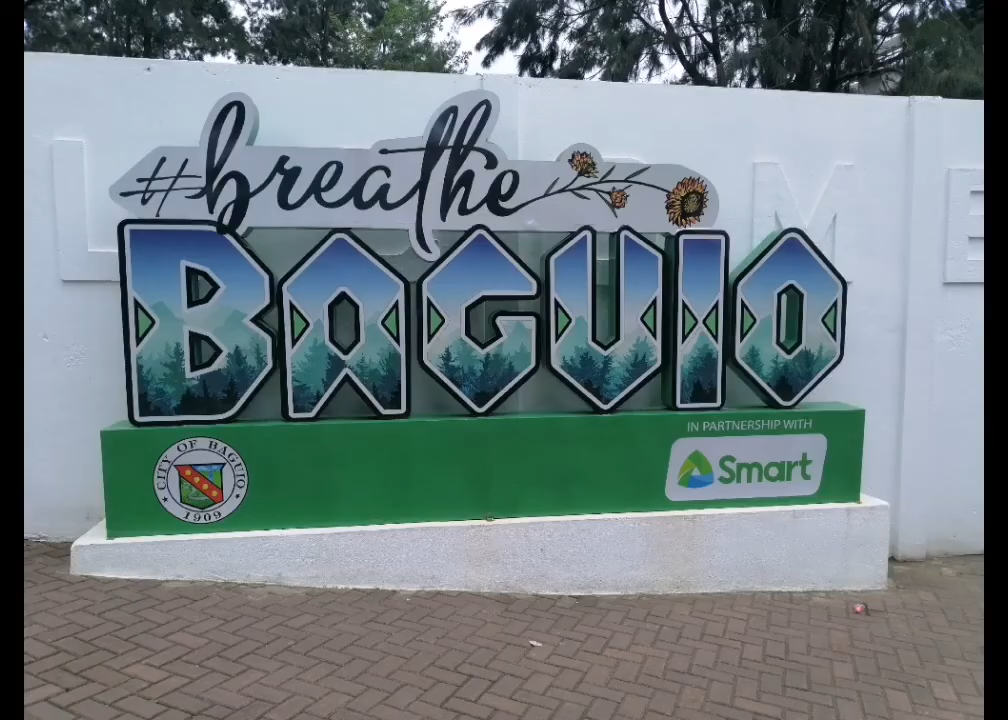 #breathe
BAGUIO
IN PARTNERSHIP WITH
Smart
CITY OF BAGUIO
1909